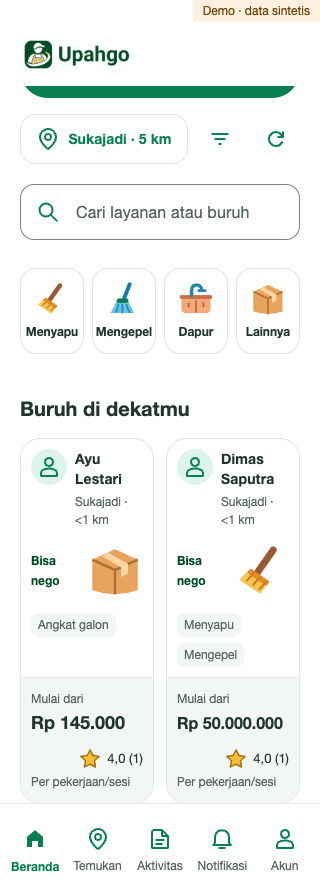 Demo · data sintetis
Upahgo
Sukajadi · 5 km
Cari layanan atau buruh
Menyapu
Mengepel
Dapur
Lainnya
Buruh di dekatmu
Ayu
Lestari
Sukajadi ·
<1 km
Bisa
nego
Angkat galon
Mulai dari
Rp 145.000
4,0 (1)
Per pekerjaan/sesi
Dimas
Saputra
Sukajadi ·
<1 km
Bisa
nego
Menyapu
Mengepel
Mulai dari
Rp 50.000.000
4,0 (1)
Per pekerjaan/sesi
Beranda
Temukan
Aktivitas
Notifikasi
Akun